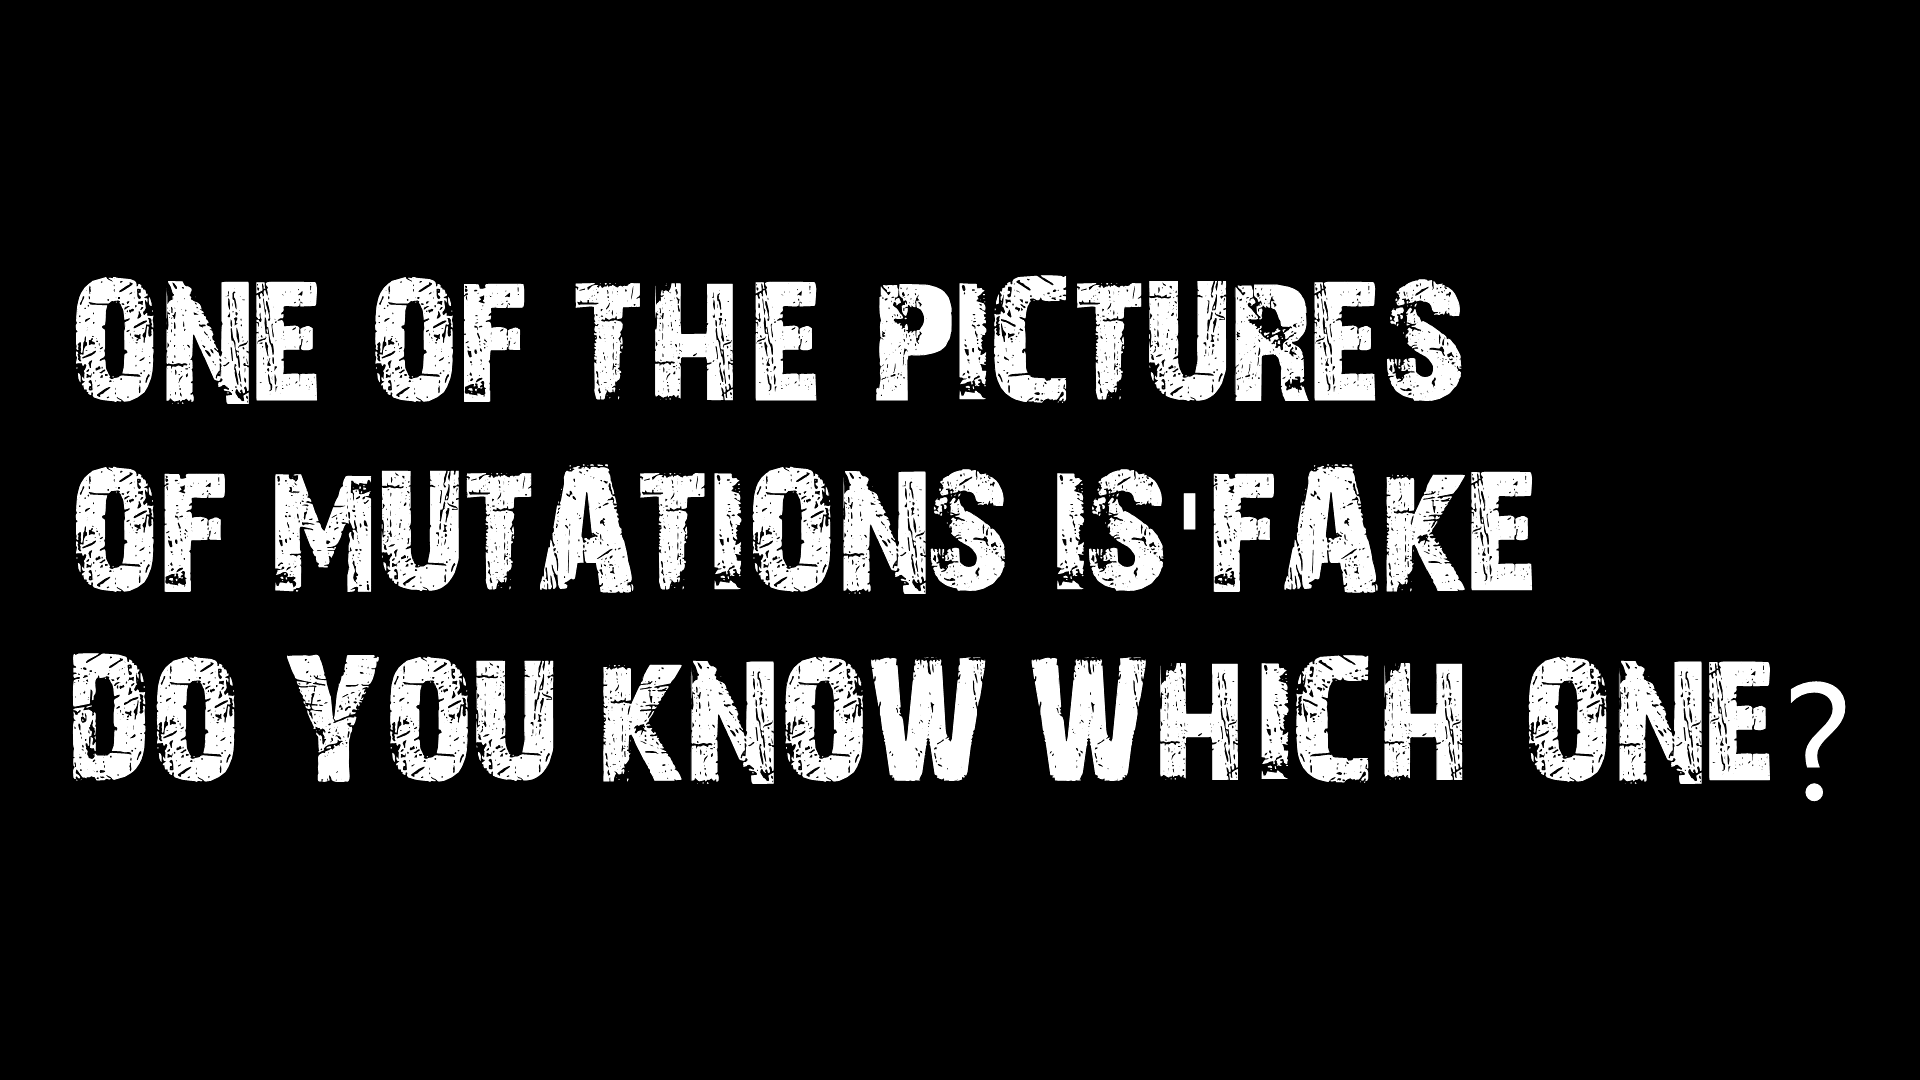 ONE OF THE PICTURES
OF MUTATIONS IS'FAKE
DO YOU KNOW WHICH ONE?